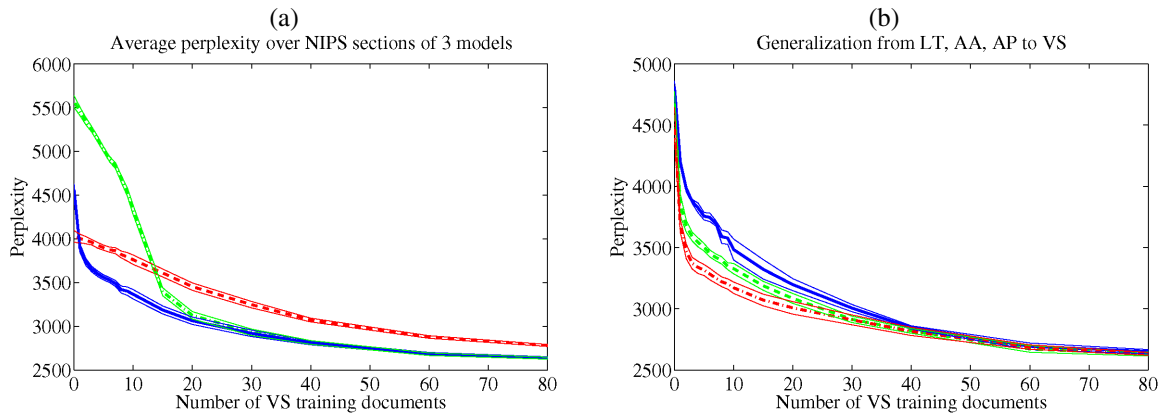 (a)
Average perplexity over NIPS sections of 3 models
6000
5500
5000
4500
4000
3500
3000
2500
Perplexity
0 10 20 30 40 50 60 70 80
Number of VS training documents
(b)
Generalization from LT, AA, AP to VS
5000
4500
4000
3500
3000
2500
Perplexity
0 10 20 30 40 50 60 70 80
Number of VS training documents